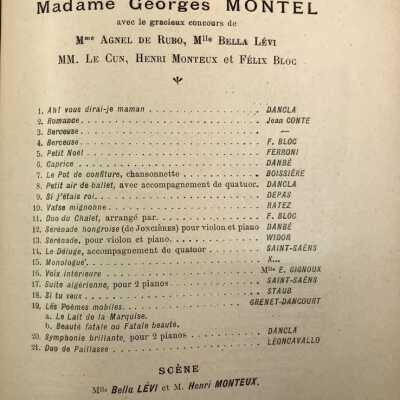 Madame Georges MONTEL
avec le gracieux concours de
Mme AGNEL DE RUBO, Mlle BELLA LÉVI
MM. LE CUN, HENRI MONTEUX ET FÉLIX BLOC
1. Ah! vous dirai-je maman . . . DANCLA
2. Romance. . . . Jean CONTE
3. Berceuse . . . —
4. Berceuse . . . F. BLOC
5. Petit Noël . . . FERRONI
6. Caprice . . . DANBÉ
7. Le Pot de confiture, chansonnette . . . BOISSIÈRE
8. Petit air de ballet, avec accompagnement de quatuor. DANCLA
9. Si j'étais roi. . . . DEPAS
10. Valse mignonne . . . RATEZ
11. Duo du Chalet, arrangé par. . . . F. BLOC
12. Sérénade hongroise (de JONCIÈRES) pour violon et piano DANBÉ
13. Sérénade, pour violon et piano. . . . WIDOR
14. Le Déluge, accompagnement de quatuor . . . SAINT-SAËNS
15. Monologue . . . X...
16. Voix intérieure . . . Mlle E. GIGNOUX
17. Suite algérienne, pour 2 pianos . . . SAINT-SAËNS
18. Si tu veux . . . STAUB
19. Les Poèmes mobiles. . . . GRENET-DANCOURT
a. Le Lait de la Marquise.
b. Beauté fatale ou Fatale beauté.
20. Symphonie brillante, pour 2 pianos . . . DANCLA
21. Duo de Paillasse . . . LEONCAVALLO
SCÈNE
Mlle Bella LÉVI et M. Henri MONTEUX.